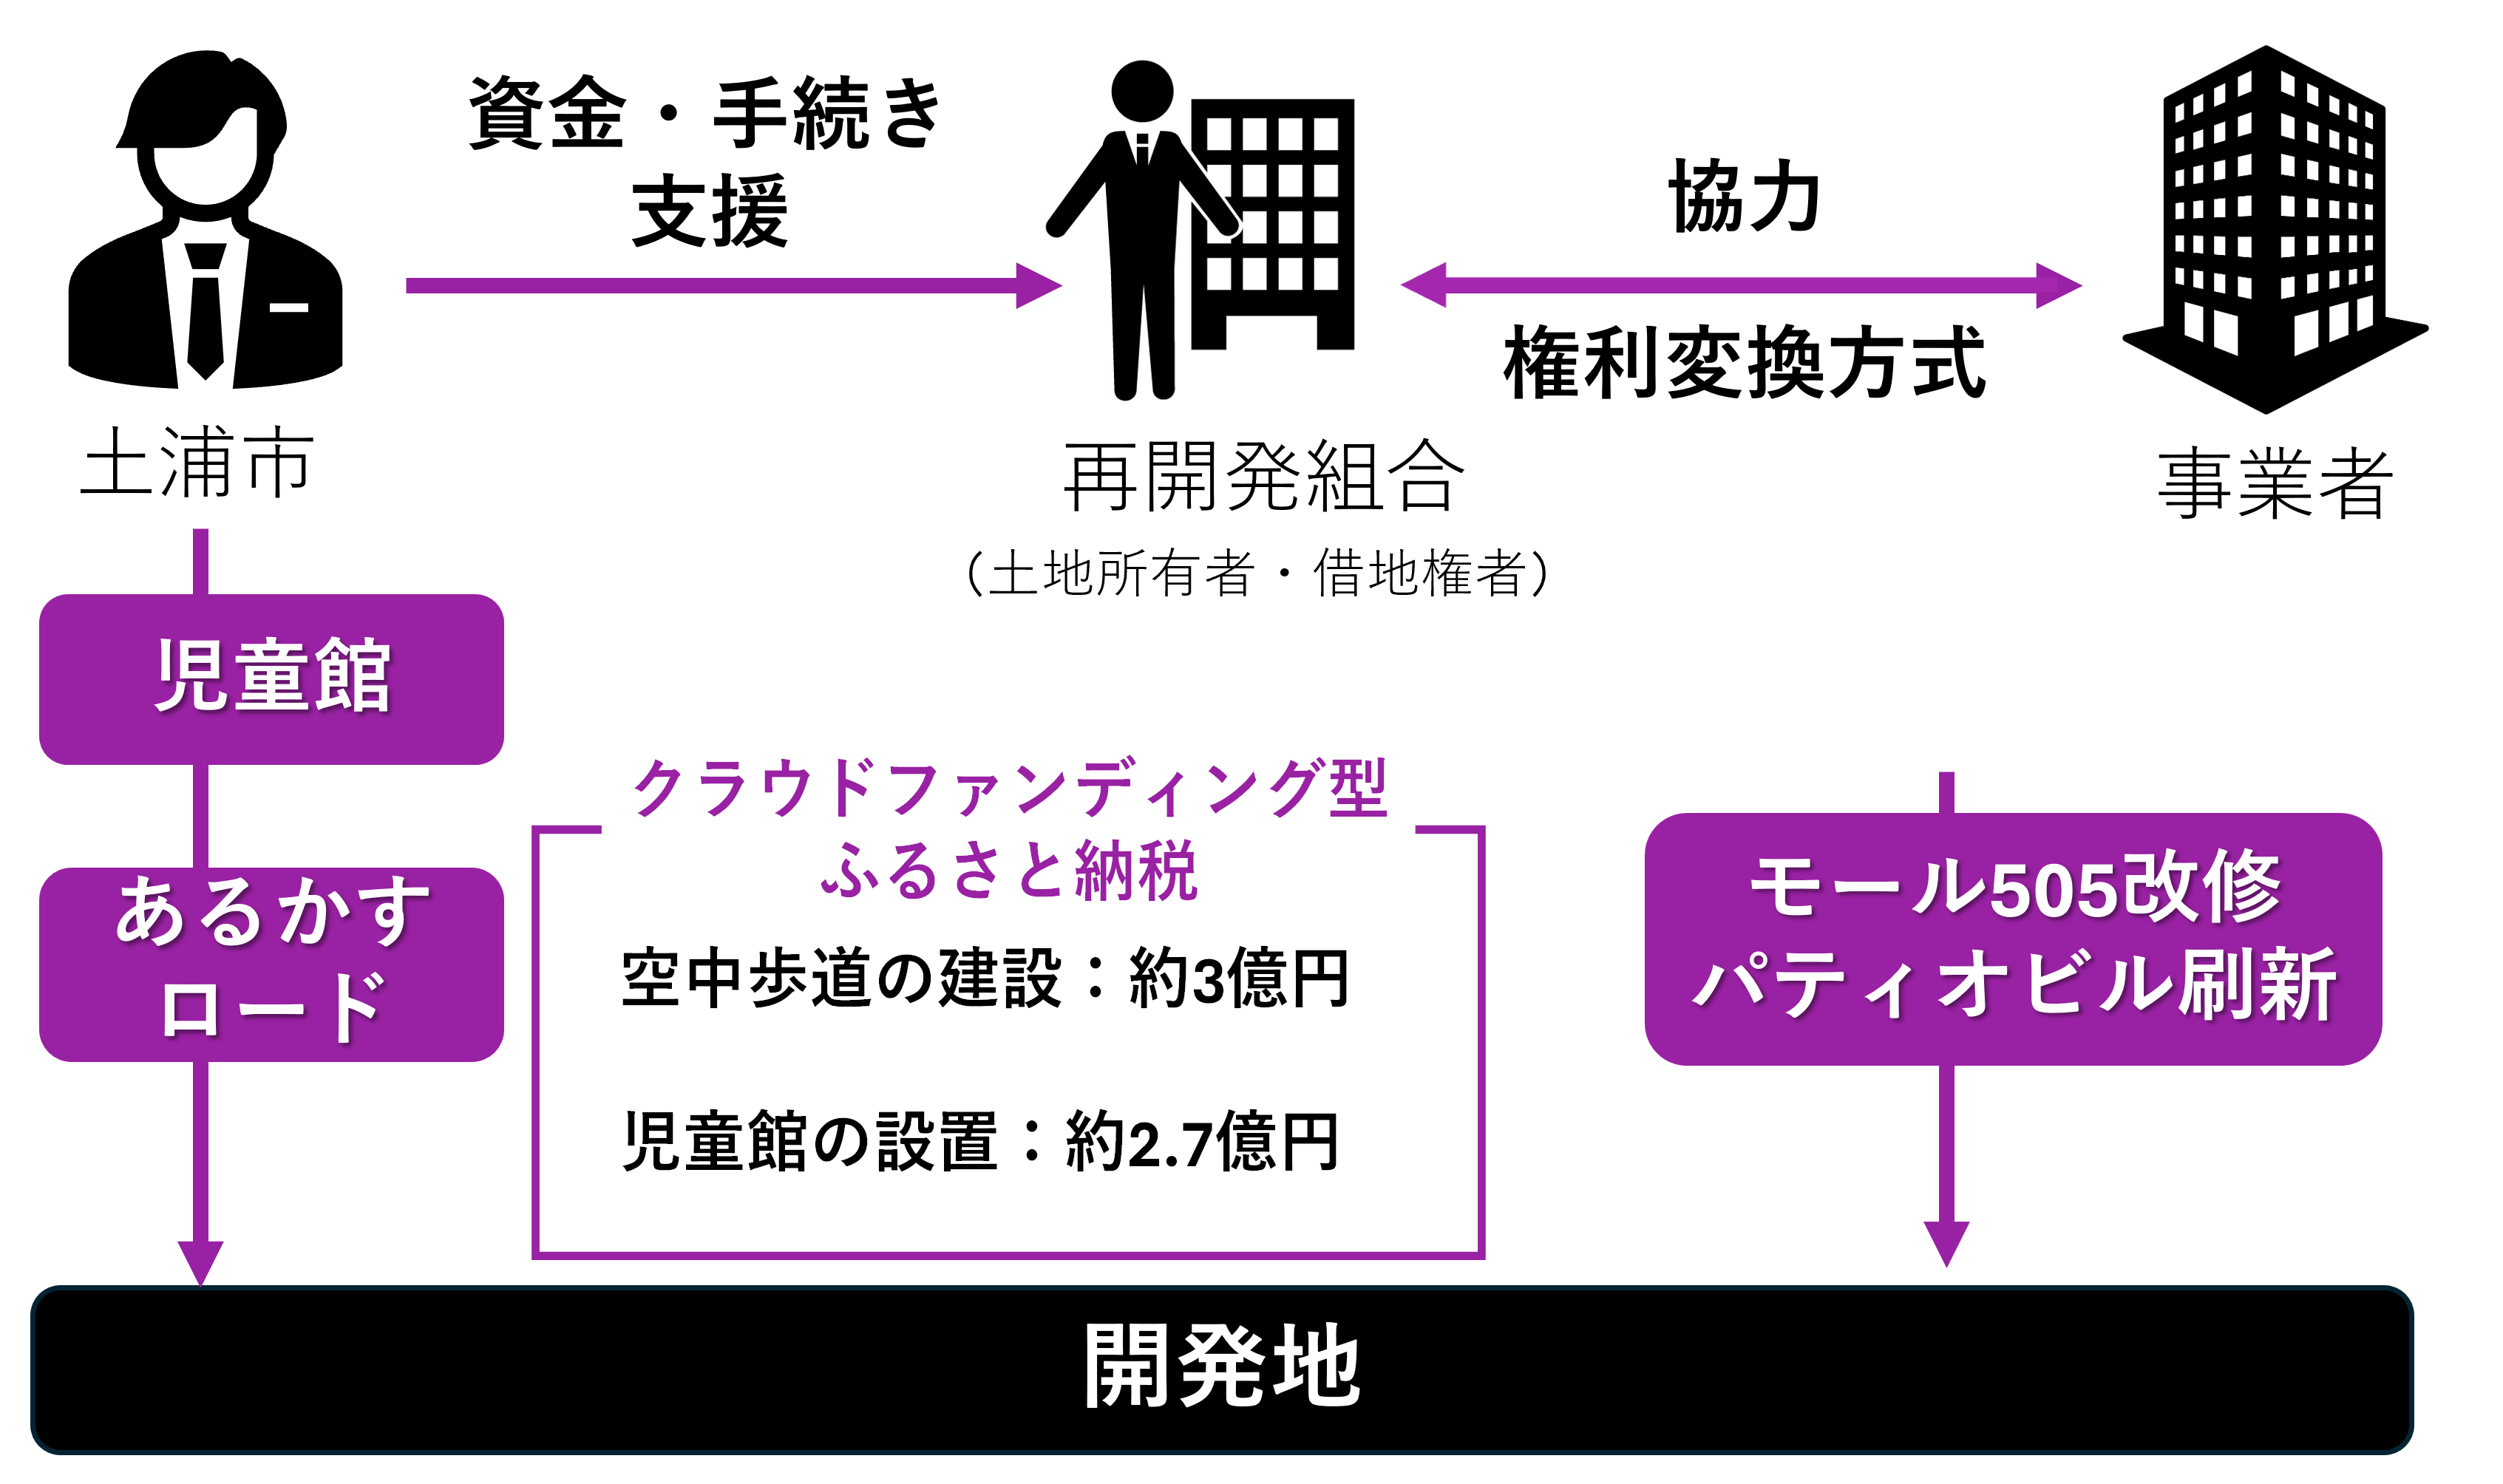 資金・手続き
支援
協力
権利変換方式
土浦市
再開発組合
（土地所有者・借地権者）
事業者
児童館
あるかす
ロード
クラウドファンディング型
ふるさと納税
空中歩道の建設：約3億円
児童館の設置：約2.7億円
モール505改修
パティオビル刷新
開発地